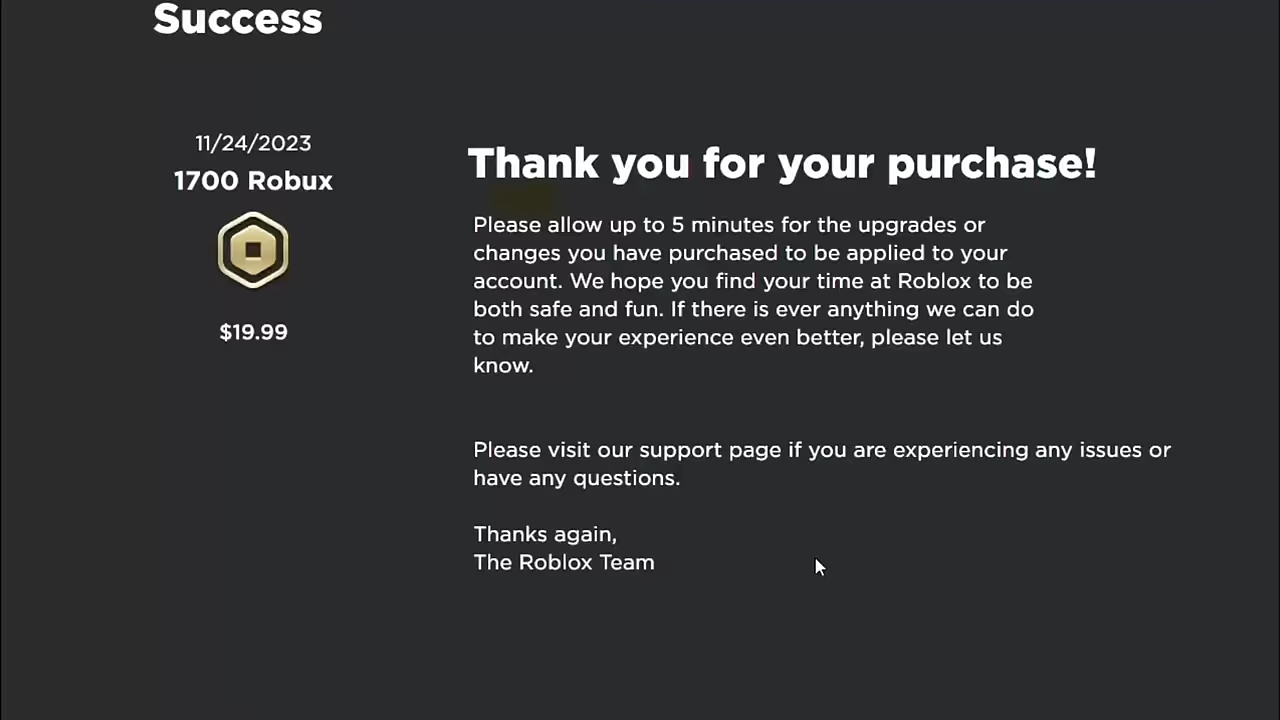 Success
11/24/2023
1700 Robux
$19.99
Thank you for your purchase!
Please allow up to 5 minutes for the upgrades or
changes you have purchased to be applied to your
account. We hope you find your time at Roblox to be
both safe and fun. If there is ever anything we can do
to make your experience even better, please let us
know.
Please visit our support page if you are experiencing any issues or
have any questions.
Thanks again,
The Roblox Team